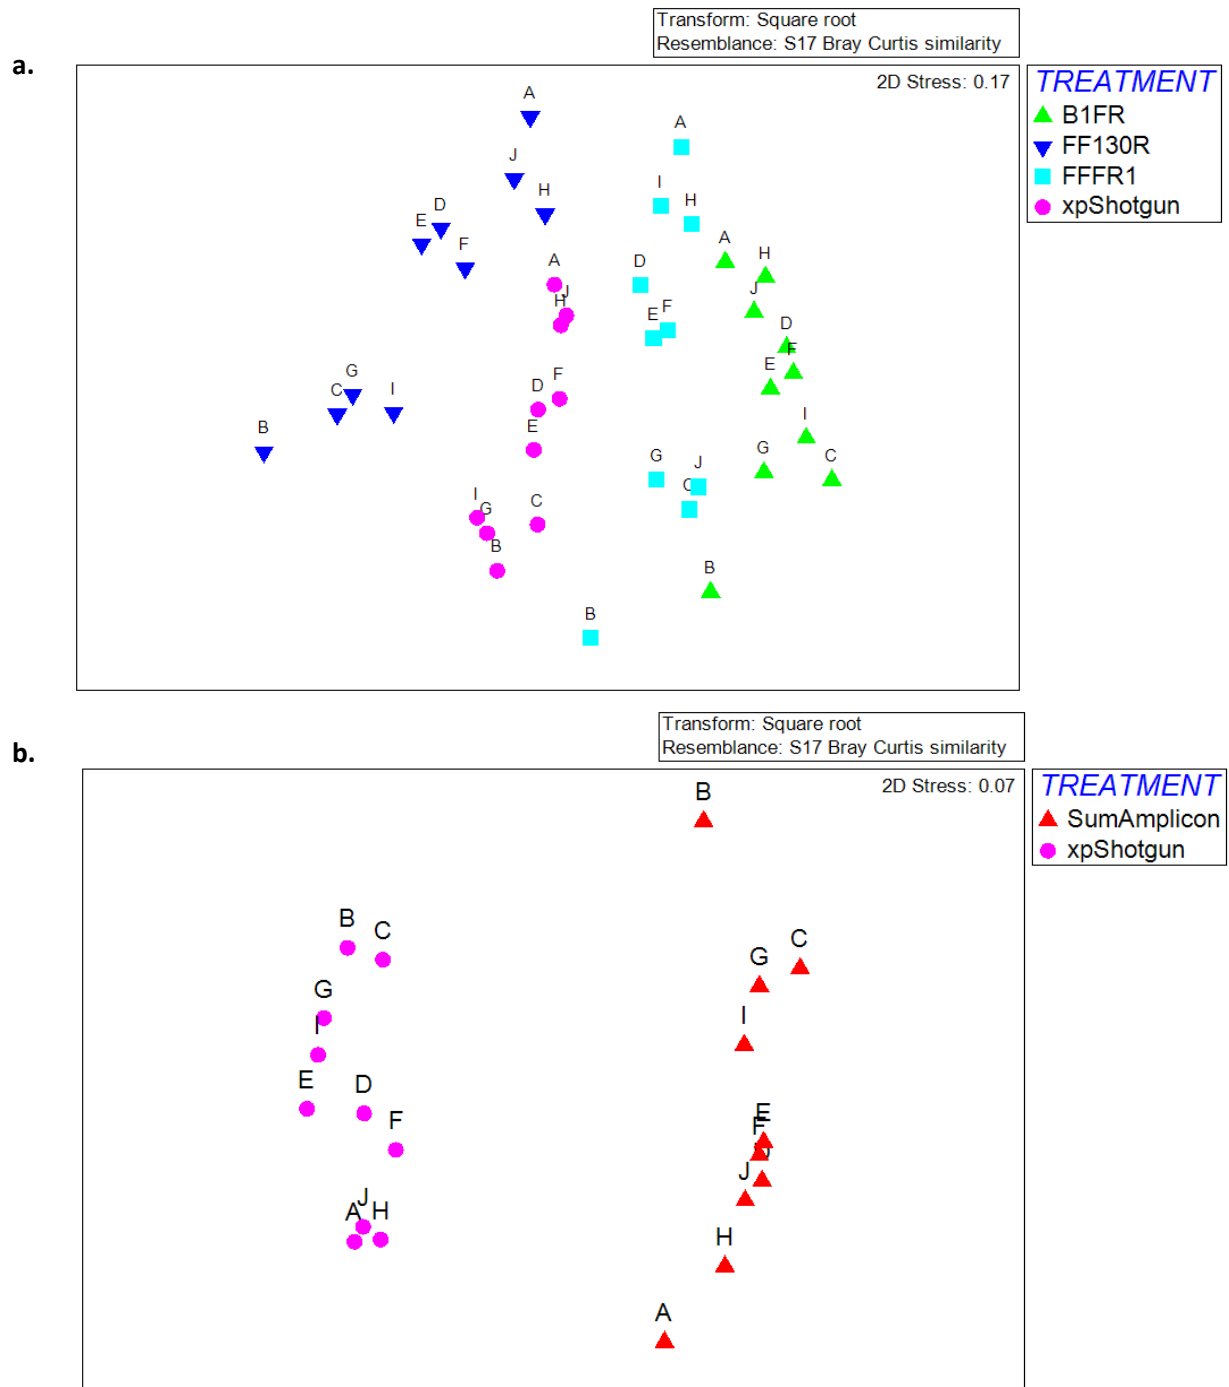 Transform: Square root
Resemblance: S17 Bray Curtis similarity
a.
2D Stress: 0.17
TREATMENT
B1FR
FF130R
FFFR1
xpShotgun
A
A
J
I
H
H
D
E
F
A
H
A
D
J
J
H
E
F
D
F
E
G
C
I
D
F
I
B
E
G
J
C
G
C
I
G
C
B
B
B
Transform: Square root
Resemblance: S17 Bray Curtis similarity
b.
2D Stress: 0.07
TREATMENT
SumAmplicon
xpShotgun
B
B
C
C
G
G
I
I
E
D
E
F
F
J
J
A
H
H
A